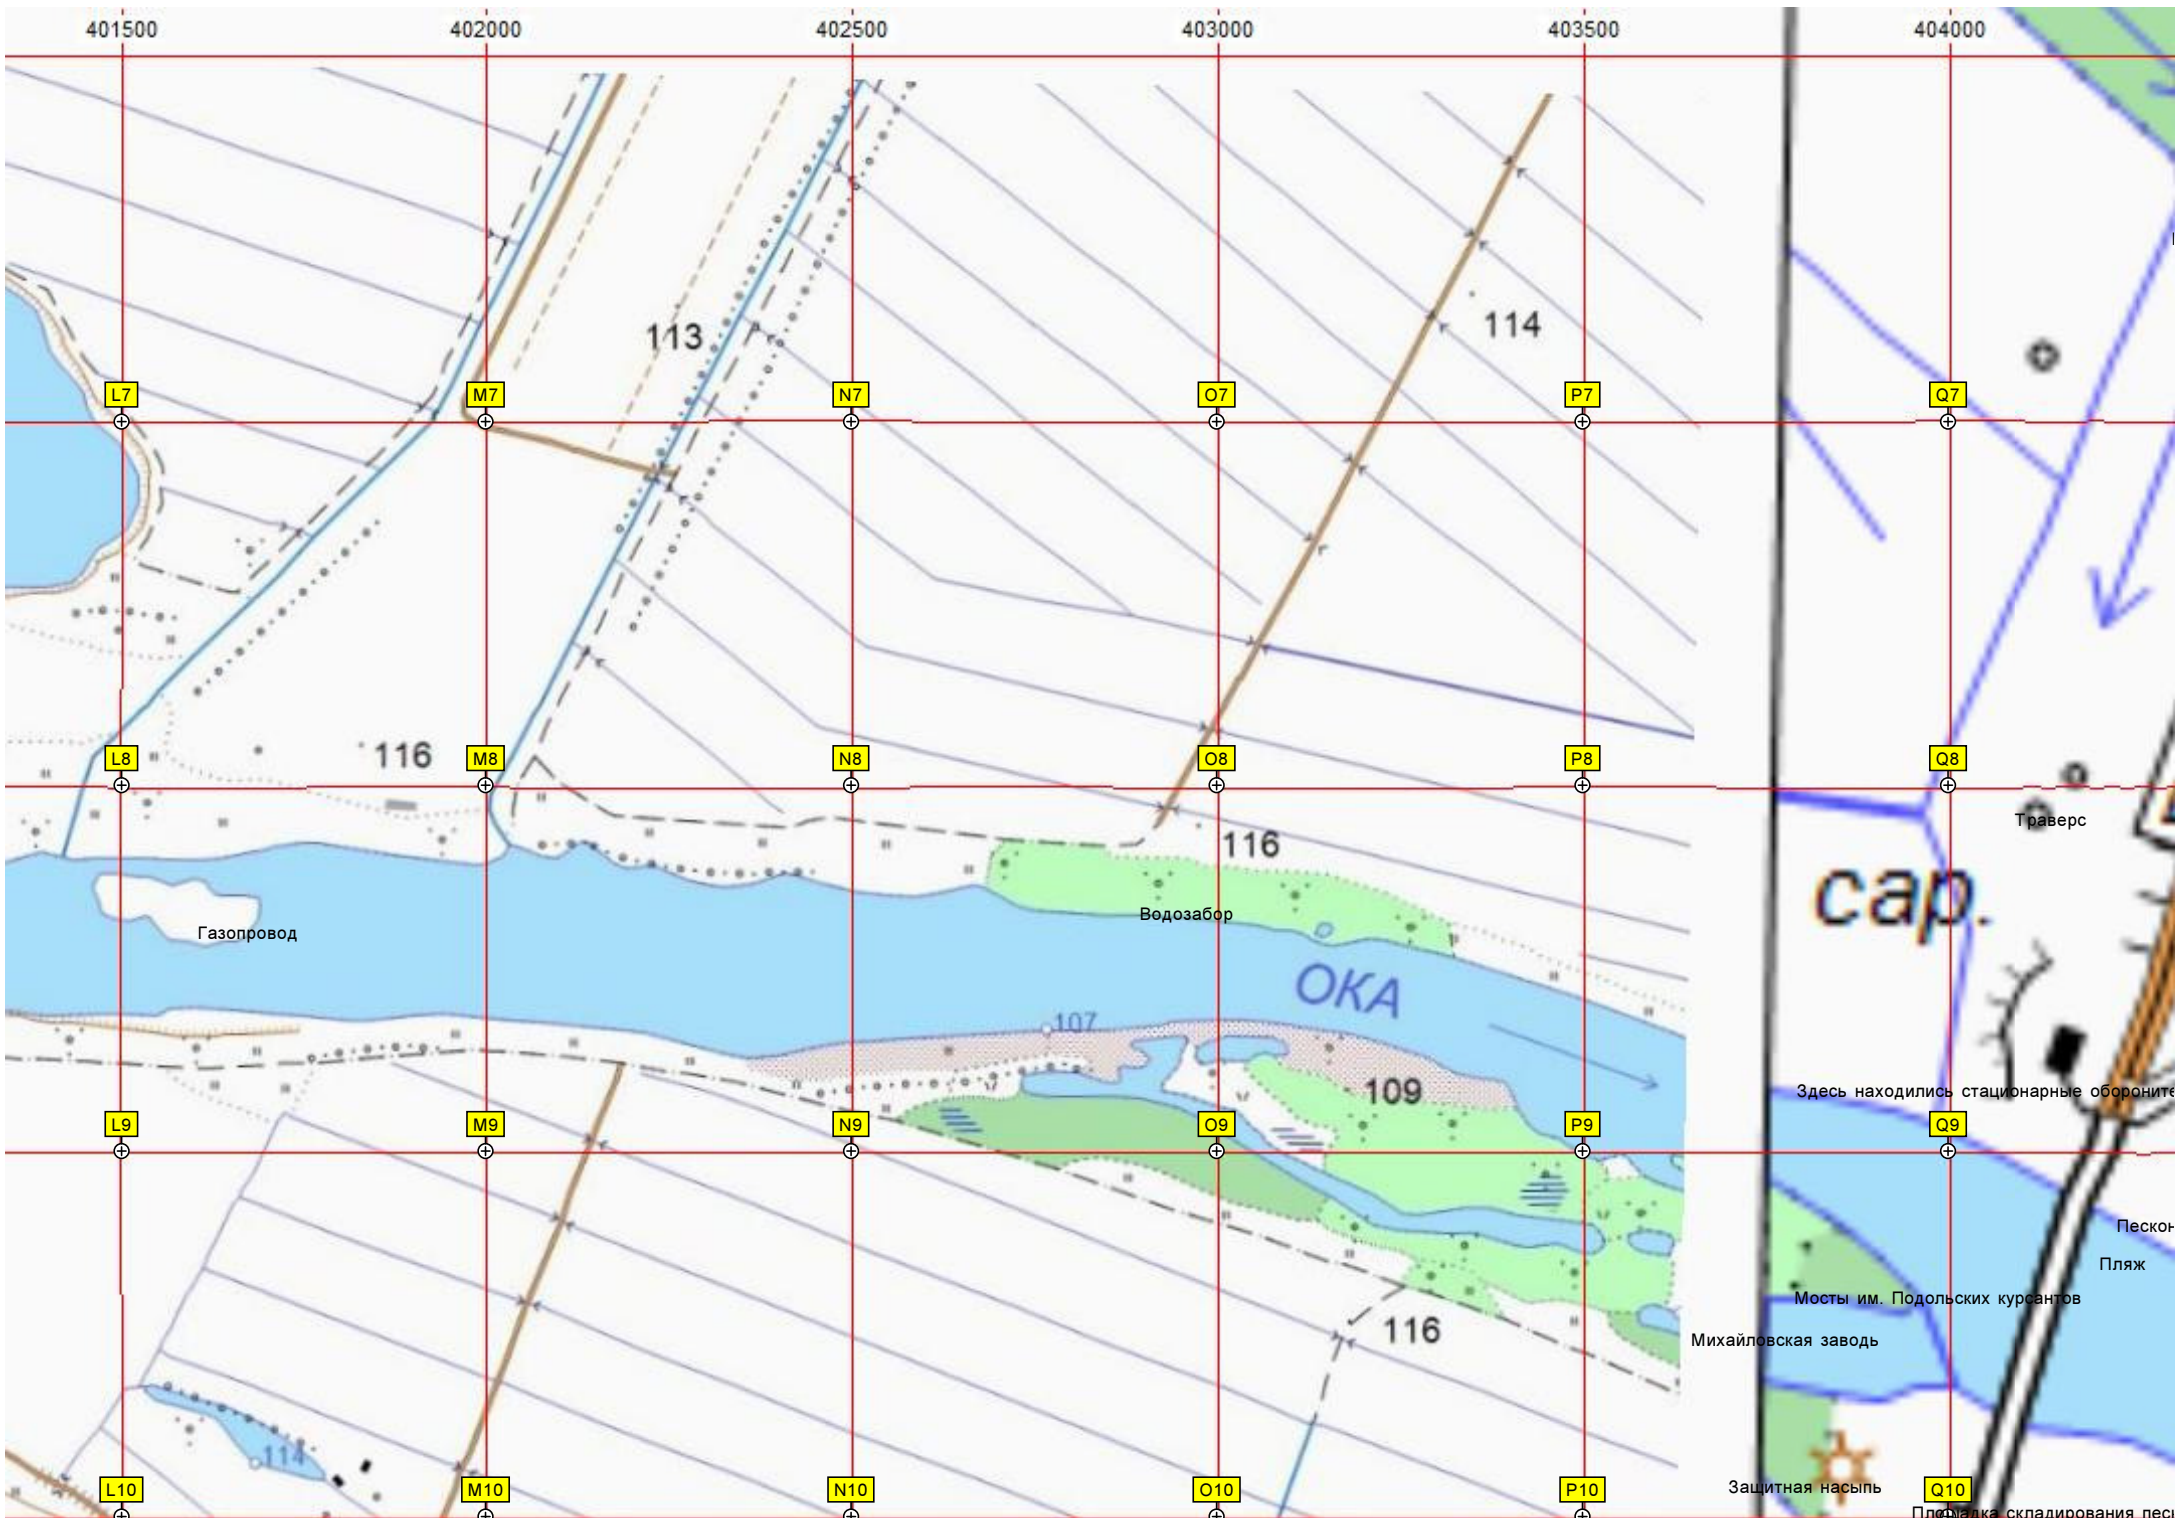 401500 402000 402500 403000 403500 404000
113
114
L7 M7 N7 O7 P7 Q7
116
L8 M8 N8 O8 P8 Q8
Траверс
116
сар.
Водозабор
Газопровод
ОКА
107
109
Здесь находились стационарные
L9 M9 N9 O9 P9 Q9
Пляж
Мосты им. Подольских курсантов
116
Михайловская заводь
114
Защитная насыпь
L10 M10 N10 O10 P10 Q10
Площадка складирования